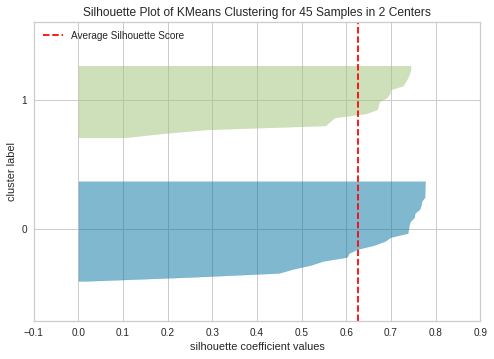 Silhouette Plot of KMeans Clustering for 45 Samples in 2 Centers
Average Silhouette Score
cluster label
1
0
−0.1 0.0 0.1 0.2 0.3 0.4 0.5 0.6 0.7 0.8 0.9
silhouette coefficient values